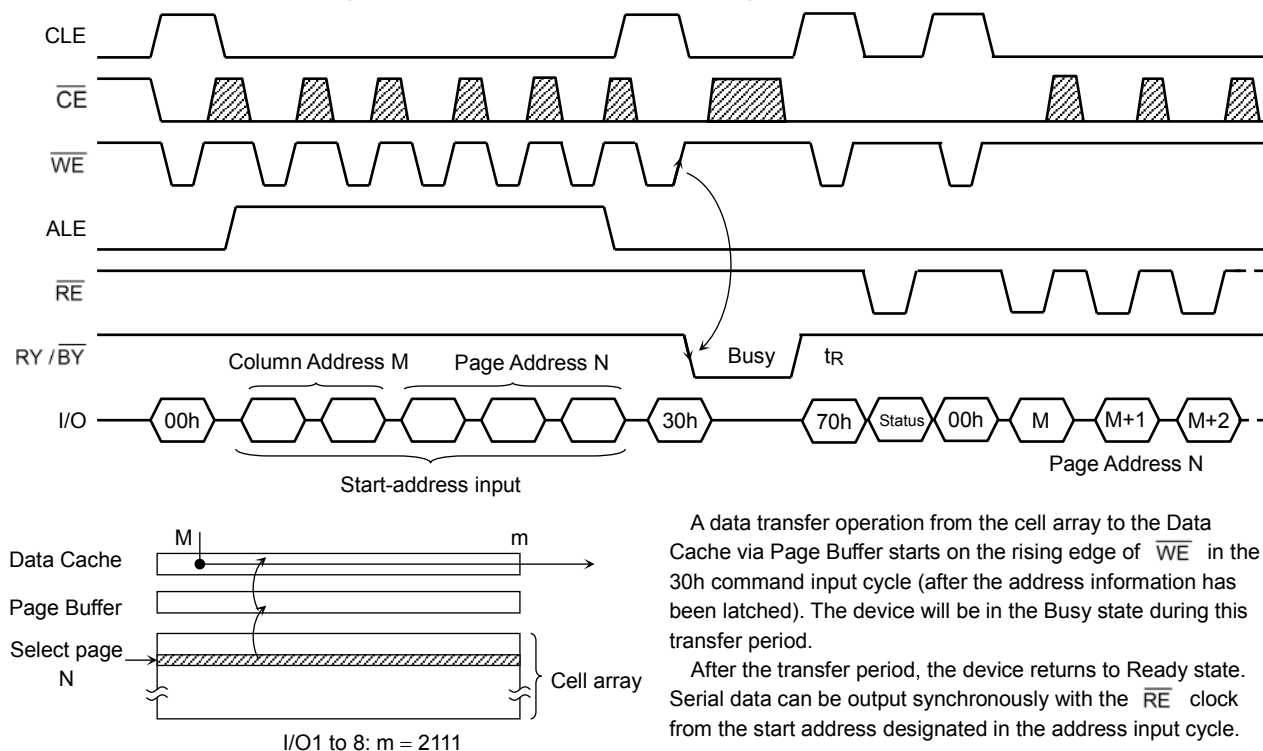 CLE
CE
WE
ALE
RE
RY / BY
Busy
tR
Column Address M
Page Address N
I/O
00h
30h
70h
Status
00h
M
M+1
M+2
Start-address input
Page Address N
M
m
Data Cache
Page Buffer
Select page
N
Cell array
I/O1 to 8: m = 2111
A data transfer operation from the cell array to the Data
Cache via Page Buffer starts on the rising edge of WE in the
30h command input cycle (after the address information has
been latched). The device will be in the Busy state during this
transfer period.
After the transfer period, the device returns to Ready state.
Serial data can be output synchronously with the RE clock
from the start address designated in the address input cycle.